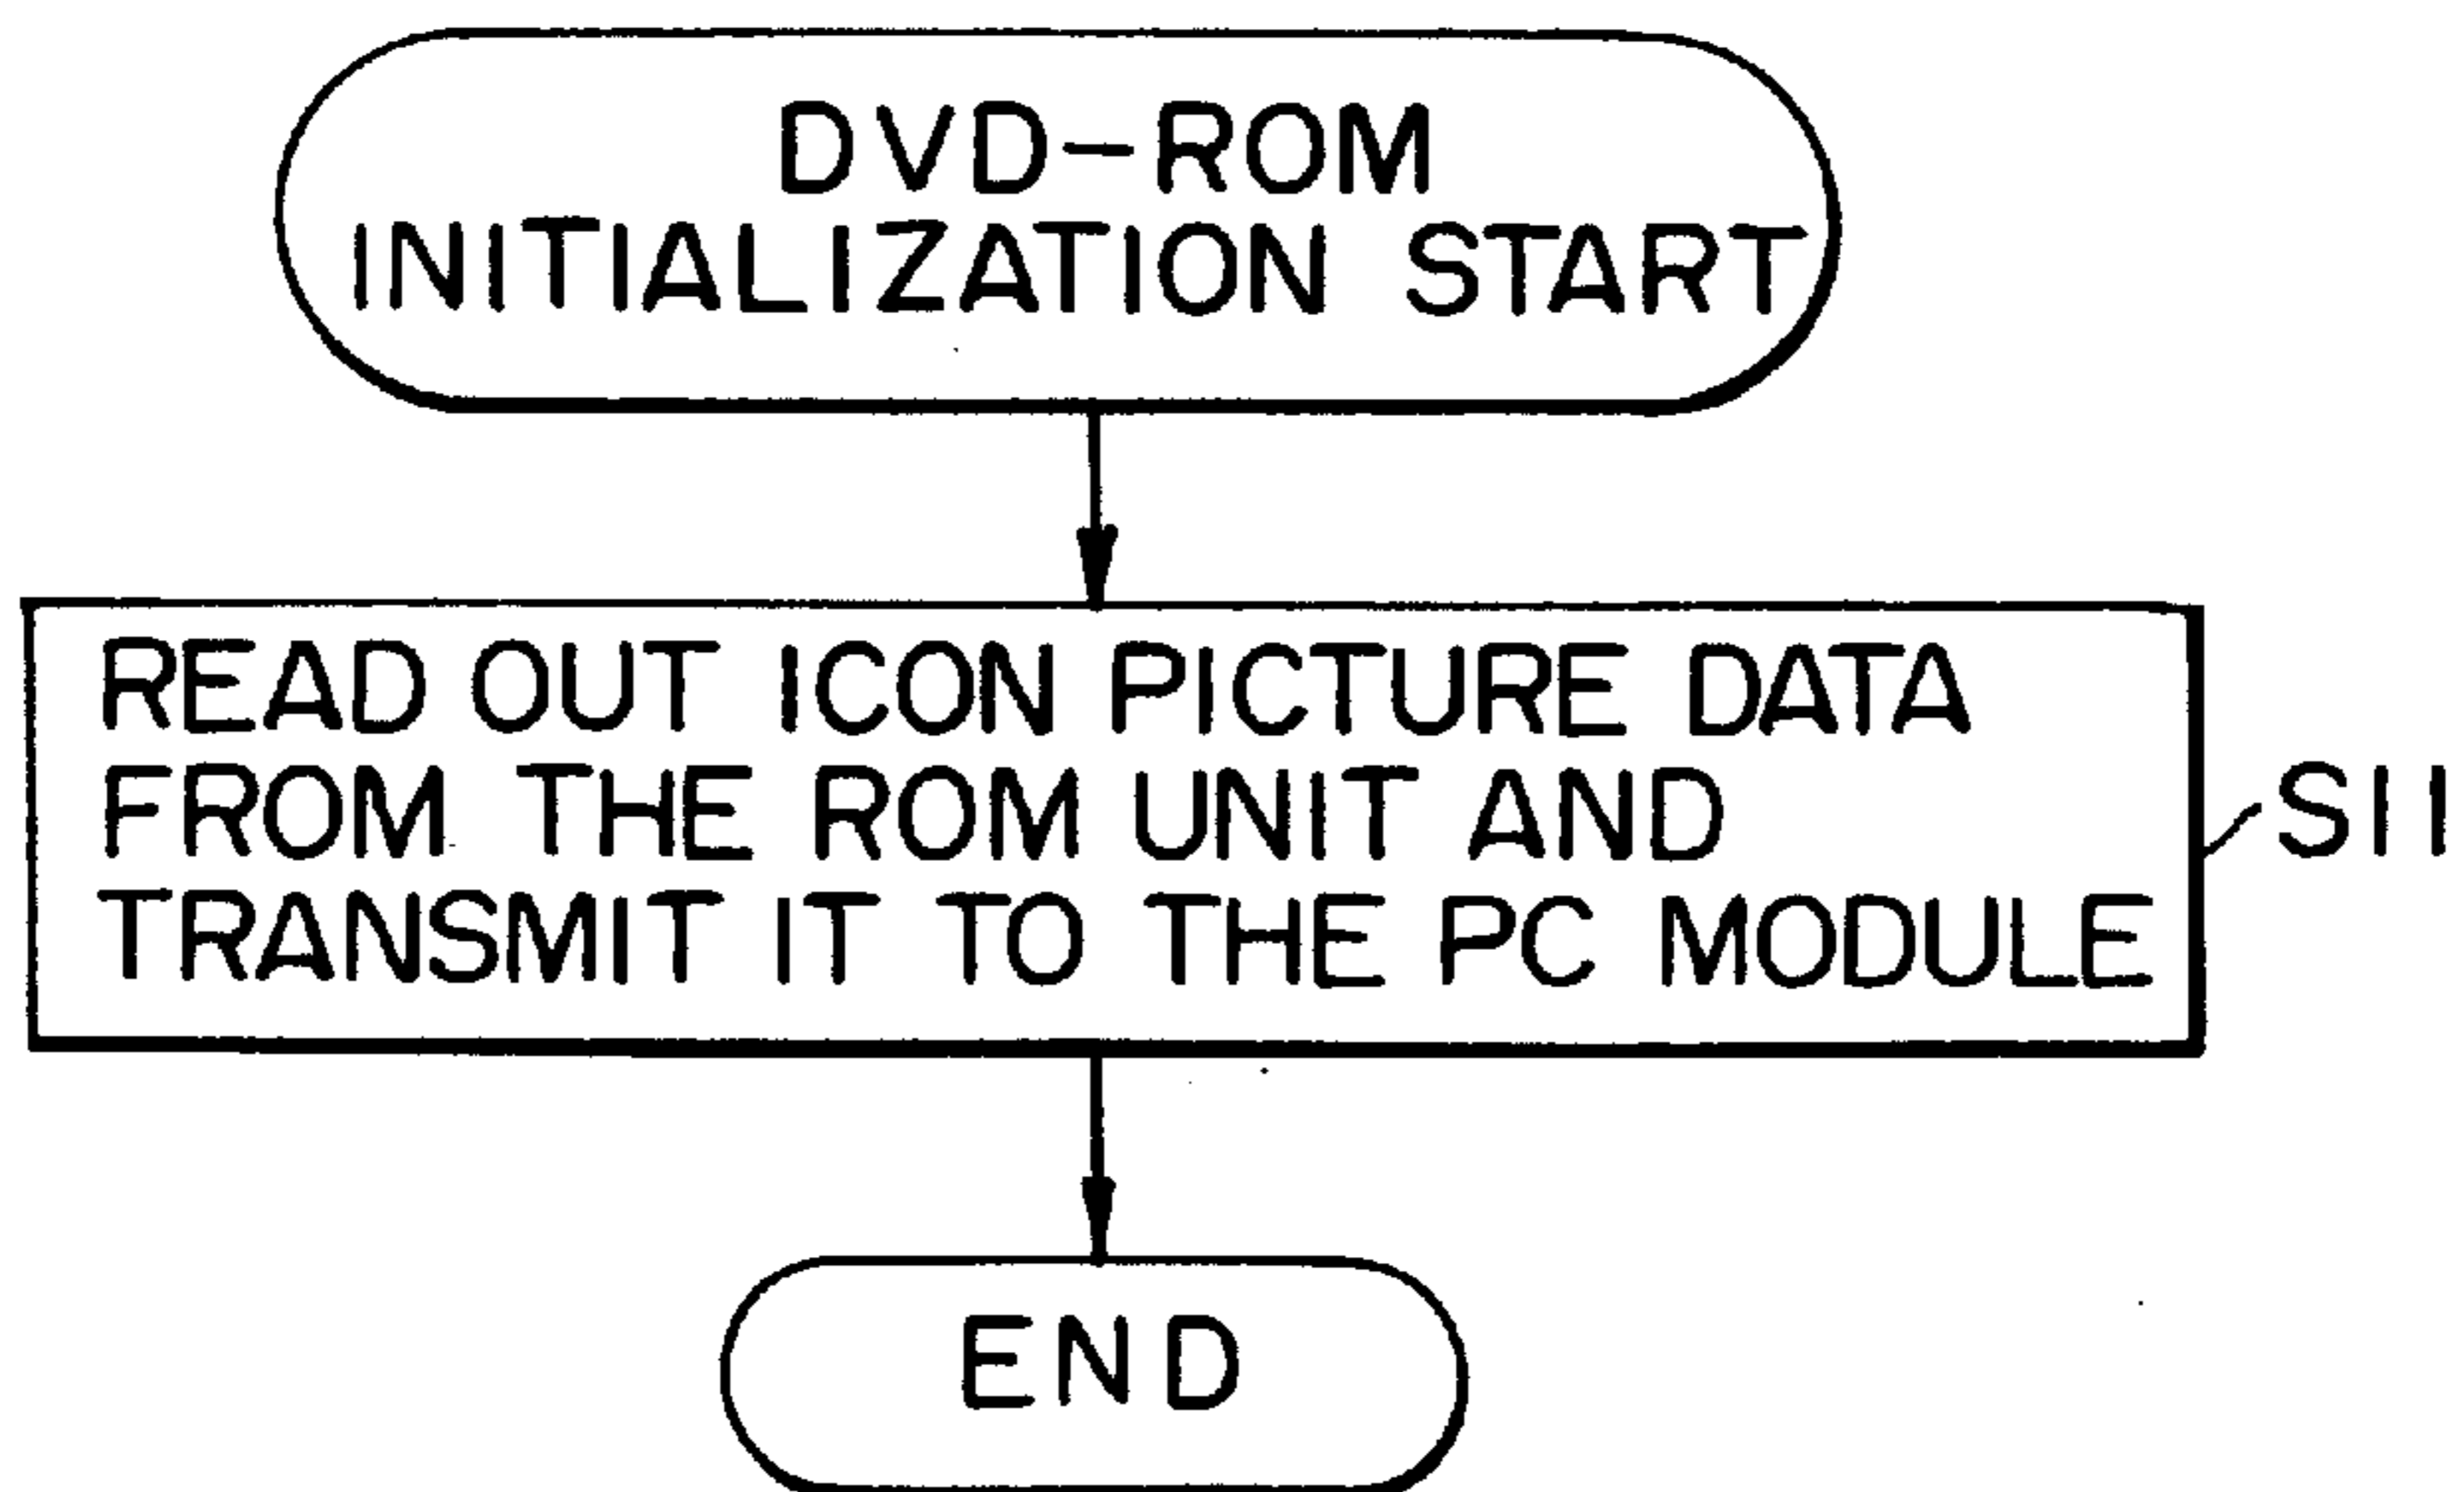 DVD-ROM
INITIALIZATION START
READ OUT ICON PICTURE DATA
FROM THE ROM UNIT AND
TRANSMIT IT TO THE PC MODULE
S11
END